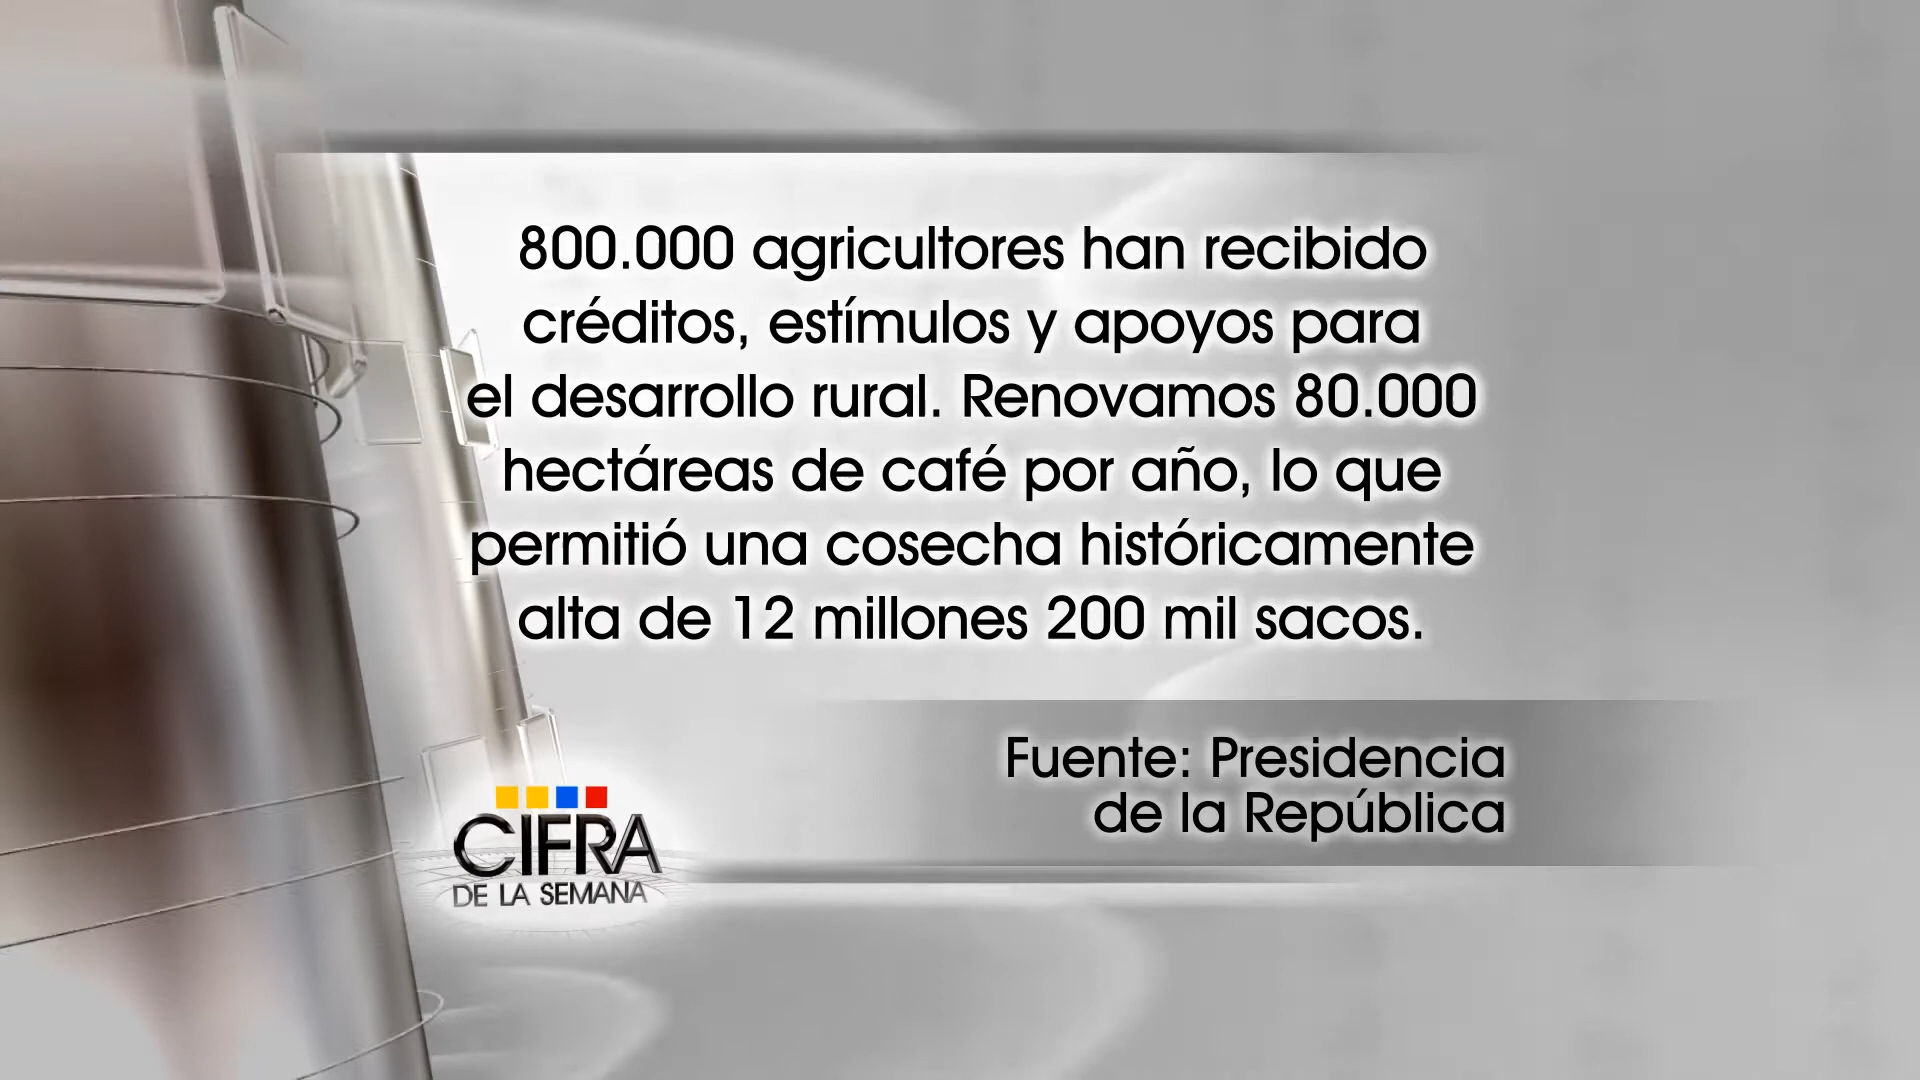 800.000 agricultores han recibido
créditos, estímulos y apoyos para
el desarrollo rural. Renovamos 80.000
hectáreas de café por año, lo que
permitió una cosecha históricamente
alta de 12 millones 200 mil sacos.
Fuente: Presidencia
de la República
CIFRA
DE LA SEMANA